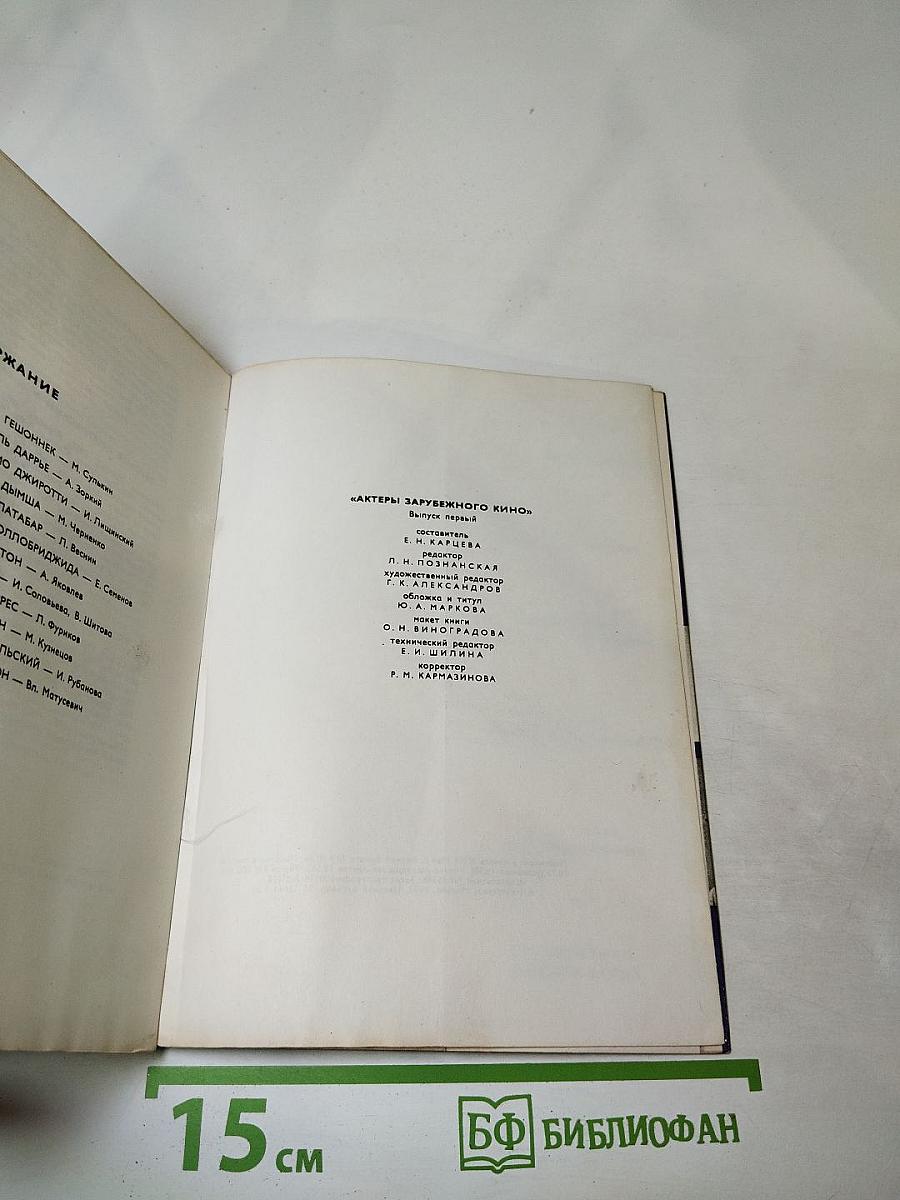 ЖАНИЕ
ГЕШОННЕК — М. Сулькин
ДАРРЬЕ — А. Зоркий
ДЖИРОТТИ — И. Лищинский
ДЫМША — М. Черненко
ЛАТАБАР — Л. Веснин
ОЛЛОБРИДЖИДА — Е. Семенов
ТОН — А. Яковлев
— И. Соловьева, В. Шитова
РЕС — Л. Фуриков
Н — М. Кузнецов
ЛЬСКИЙ — И. Рубанова
ОН — Вл. Матусевич
«АКТЕРЫ ЗАРУБЕЖНОГО КИНО»
Выпуск первый
составитель
Е. Н. КАРЦЕВА
редактор
Л. Н. ПОЗНАНСКАЯ
художественный редактор
Г. К. АЛЕКСАНДРОВ
обложка и титул
Ю. А. МАРКОВА
макет книги
О. Н. ВИНОГРАДОВА
технический редактор
Е. И. ШИЛИНА
корректор
Р. М. КАРМАЗИНОВА
15 см
БФ БИБЛИОФАН